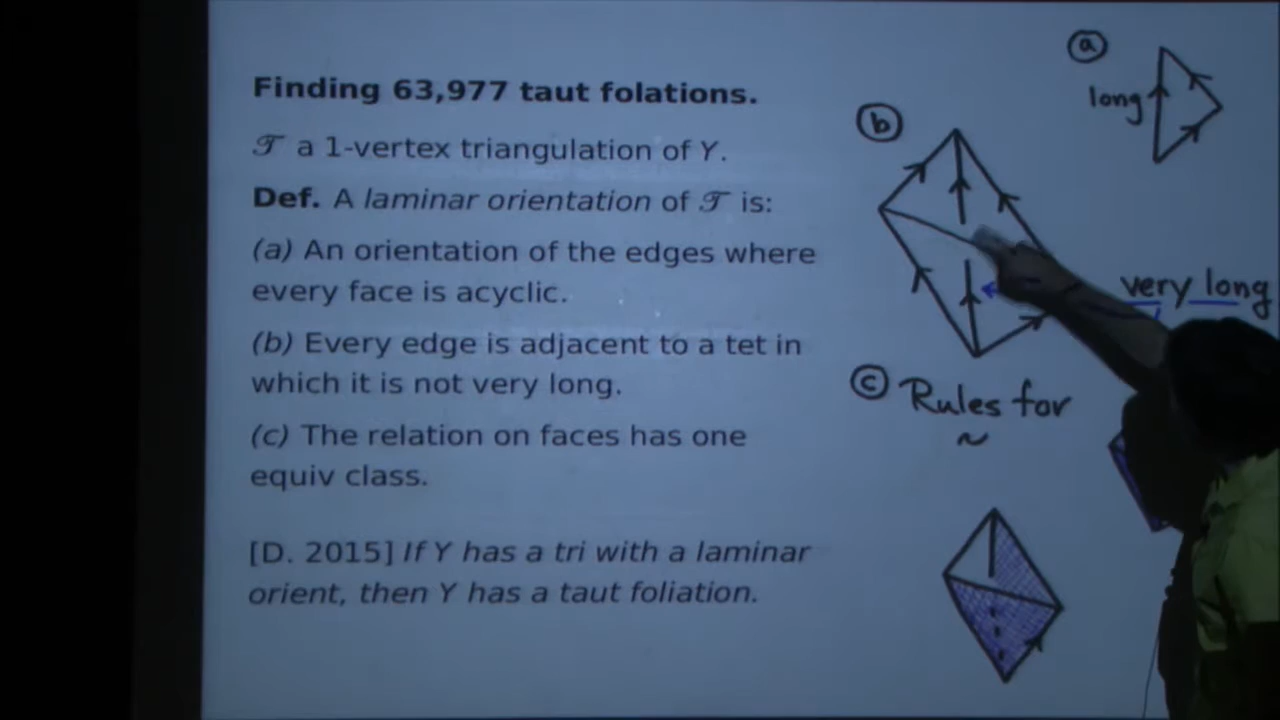 Finding 63,977 taut folations.
𝒯 a 1-vertex triangulation of Y.
Def. A laminar orientation of 𝒯 is:
(a) An orientation of the edges where
every face is acyclic.
(b) Every edge is adjacent to a tet in
which it is not very long.
(c) The relation on faces has one
equiv class.
[D. 2015] If Y has a tri with a laminar
orient, then Y has a taut foliation.
a
long
b
very long
c Rules for
~